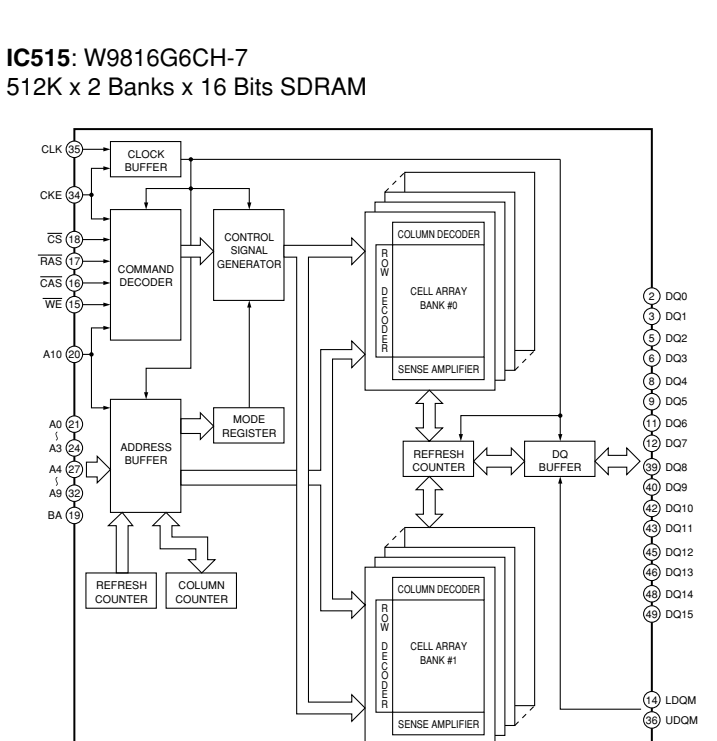 IC515: W9816G6CH-7
512K x 2 Banks x 16 Bits SDRAM
CLK 35
CLOCK
BUFFER
CKE 34
CS 18
RAS 17
CAS 16
WE 15
COMMAND
DECODER
CONTROL
SIGNAL
GENERATOR
COLUMN DECODER
ROW DECODER
CELL ARRAY
BANK #0
SENSE AMPLIFIER
A10 20
A0 21
A3 24
A4 27
A9 32
BA 19
ADDRESS
BUFFER
MODE
REGISTER
REFRESH
COUNTER
DQ
BUFFER
REFRESH
COUNTER
COLUMN
COUNTER
COLUMN DECODER
ROW DECODER
CELL ARRAY
BANK #1
SENSE AMPLIFIER
2 DQ0
3 DQ1
5 DQ2
6 DQ3
8 DQ4
9 DQ5
11 DQ6
12 DQ7
39 DQ8
40 DQ9
42 DQ10
43 DQ11
45 DQ12
46 DQ13
48 DQ14
49 DQ15
14 LDQM
36 UDQM